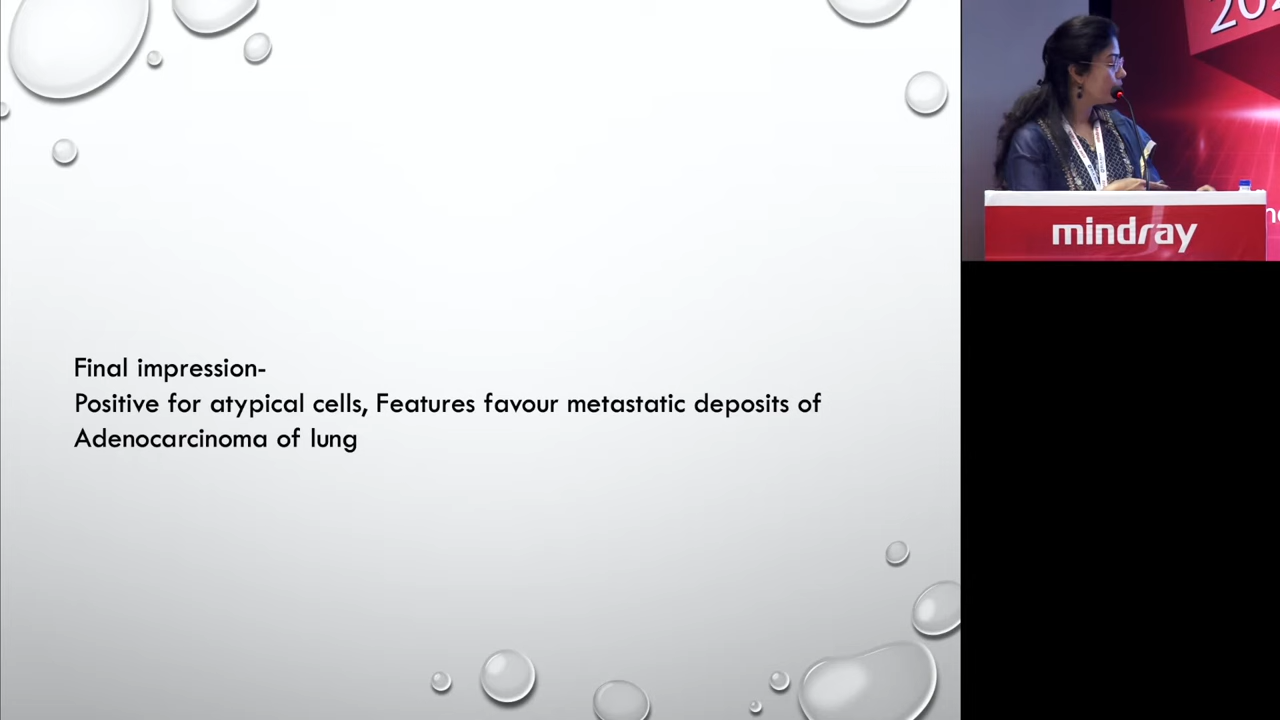 Final impression-
Positive for atypical cells, Features favour metastatic deposits of
Adenocarcinoma of lung
mindray